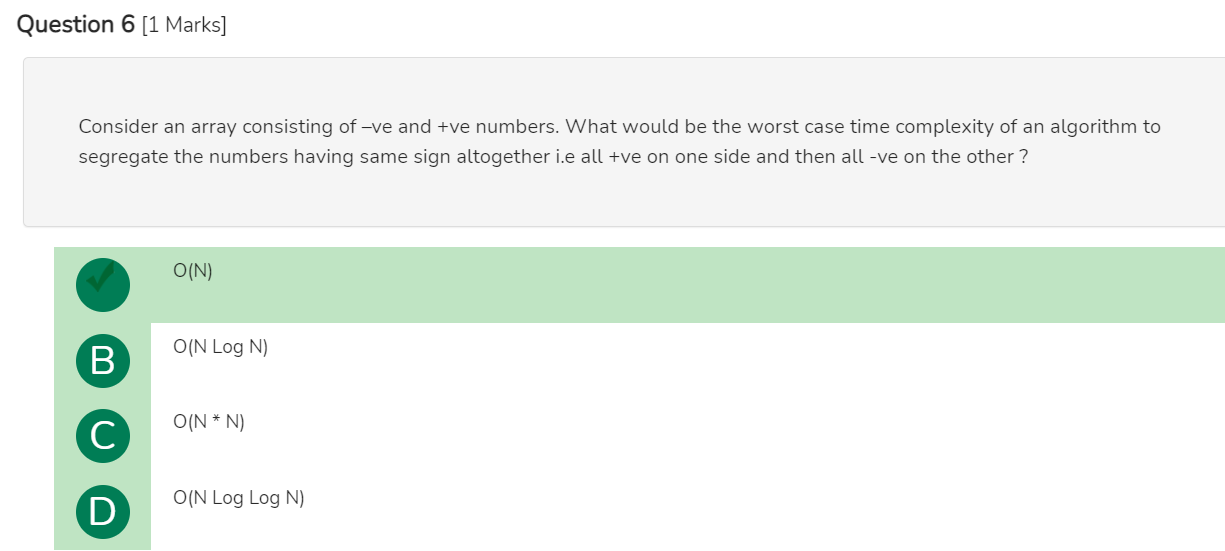 Question 6 [1 Marks]
Consider an array consisting of –ve and +ve numbers. What would be the worst case time complexity of an algorithm to
segregate the numbers having same sign altogether i.e all +ve on one side and then all -ve on the other ?
O(N)
B O(N Log N)
C O(N * N)
D O(N Log Log N)